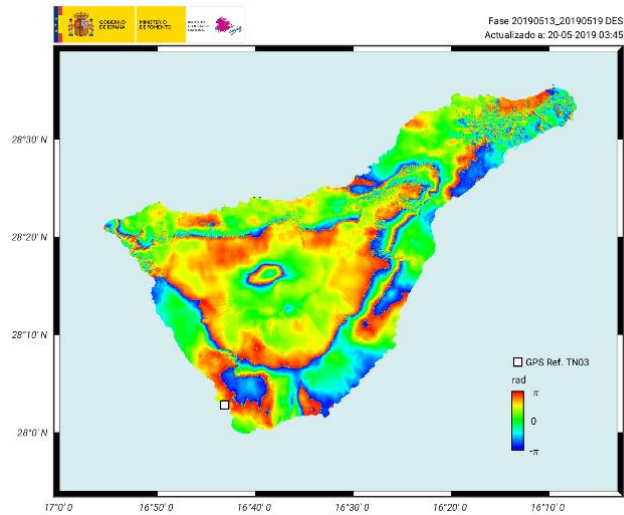 GOBIERNO DE ESPAÑA
MINISTERIO DE FOMENTO
Fase 20190513_20190519 DES
Actualizado a: 20-05-2019 03:45
28°30' N
28°20' N
28°10' N
28°0' N
GPS Ref. TN03
rad
π
0
-π
17°0' 0
16°50' 0
16°40' 0
16°30' 0
16°20' 0
16°10' 0